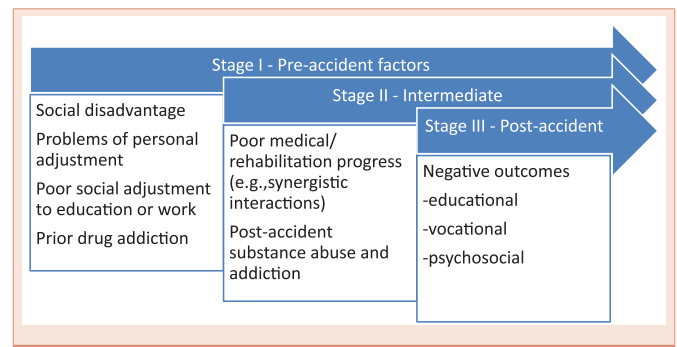 Stage I - Pre-accident factors
Stage II - Intermediate
Stage III - Post-accident
Social disadvantage
Problems of personal
adjustment
Poor social adjustment
to education or work
Prior drug addiction
Poor medical/
rehabilitation progress
(e.g.,synergistic
interactions)
Post-accident
substance abuse and
addiction
Negative outcomes
-educational
-vocational
-psychosocial